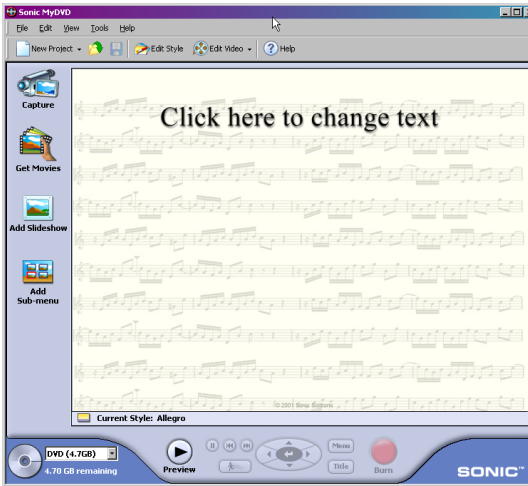 Sonic MyDVD
File Edit View Tools Help
New Project Edit Style Edit Video Help
Capture
Get Movies
Add Slideshow
Add
Sub-menu
Click here to change text
© 2001 Sonic Solutions
Current Style: Allegro
DVD (4.7GB)
4.70 GB remaining
Preview
Menu
Title
Burn
SONIC™